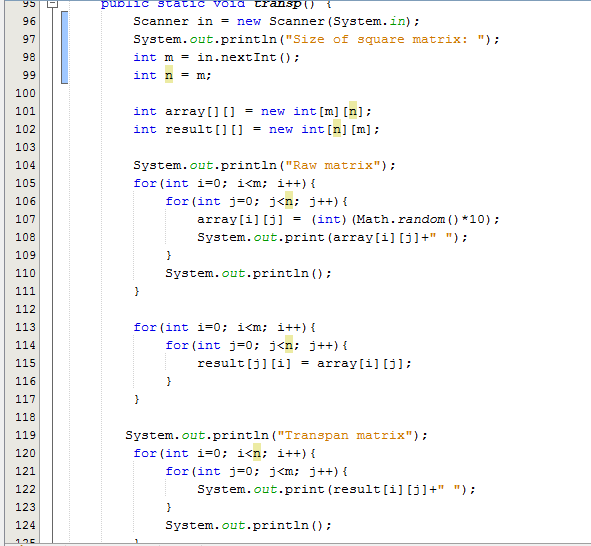 95 public static void transp() {
96 Scanner in = new Scanner(System.in);
97 System.out.println("Size of square matrix: ");
98 int m = in.nextInt();
99 int n = m;
100
101 int array[][] = new int[m][n];
102 int result[][] = new int[n][m];
103
104 System.out.println("Raw matrix");
105 for(int i=0; i<m; i++){
106 for(int j=0; j<n; j++){
107 array[i][j] = (int)(Math.random()*10);
108 System.out.print(array[i][j]+" ");
109 }
110 System.out.println();
111 }
112
113 for(int i=0; i<m; i++){
114 for(int j=0; j<n; j++){
115 result[j][i] = array[i][j];
116 }
117 }
118
119 System.out.println("Transpan matrix");
120 for(int i=0; i<n; i++){
121 for(int j=0; j<m; j++){
122 System.out.print(result[i][j]+" ");
123 }
124 System.out.println();
125 }